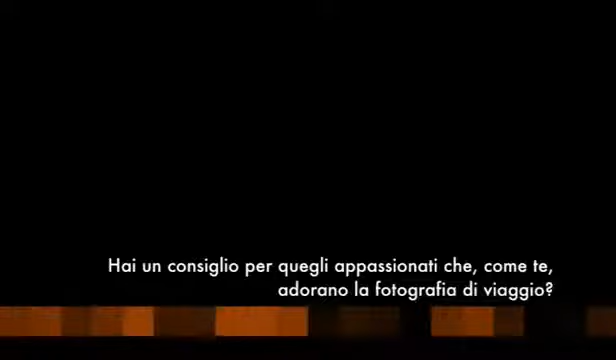 Hai un consiglio per quegli appassionati che, come te,
adorano la fotografia di viaggio?